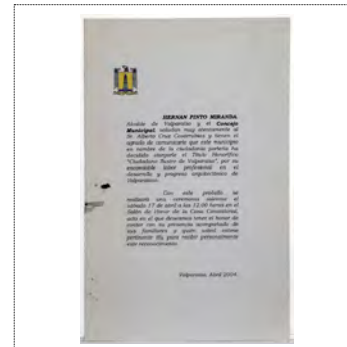 HERNAN PINTO MIRANDA,
Alcalde de Valparaíso y el Concejo
Municipal, saludan muy atentamente al
Sr. Alberto Cruz Covarrubias y tienen el
agrado de comunicarle que este municipio
en nombre de la ciudadanía porteña ha
decidido otorgarle el Título Honorífico
"Ciudadano Ilustre de Valparaíso", por su
encomiable labor profesional en el
desarrollo y progreso arquitectónico de
Valparaíso.
Con este preludio se
realizará una ceremonia solemne el
sábado 17 de abril a las 12.00 horas en el
Salón de Honor de la Casa Consistorial,
acto en el que deseamos tener el honor de
contar con su presencia acompañado de
sus familiares y quien usted estime
pertinente Ud. para recibir personalmente
este reconocimiento.
Valparaíso, Abril 2004.